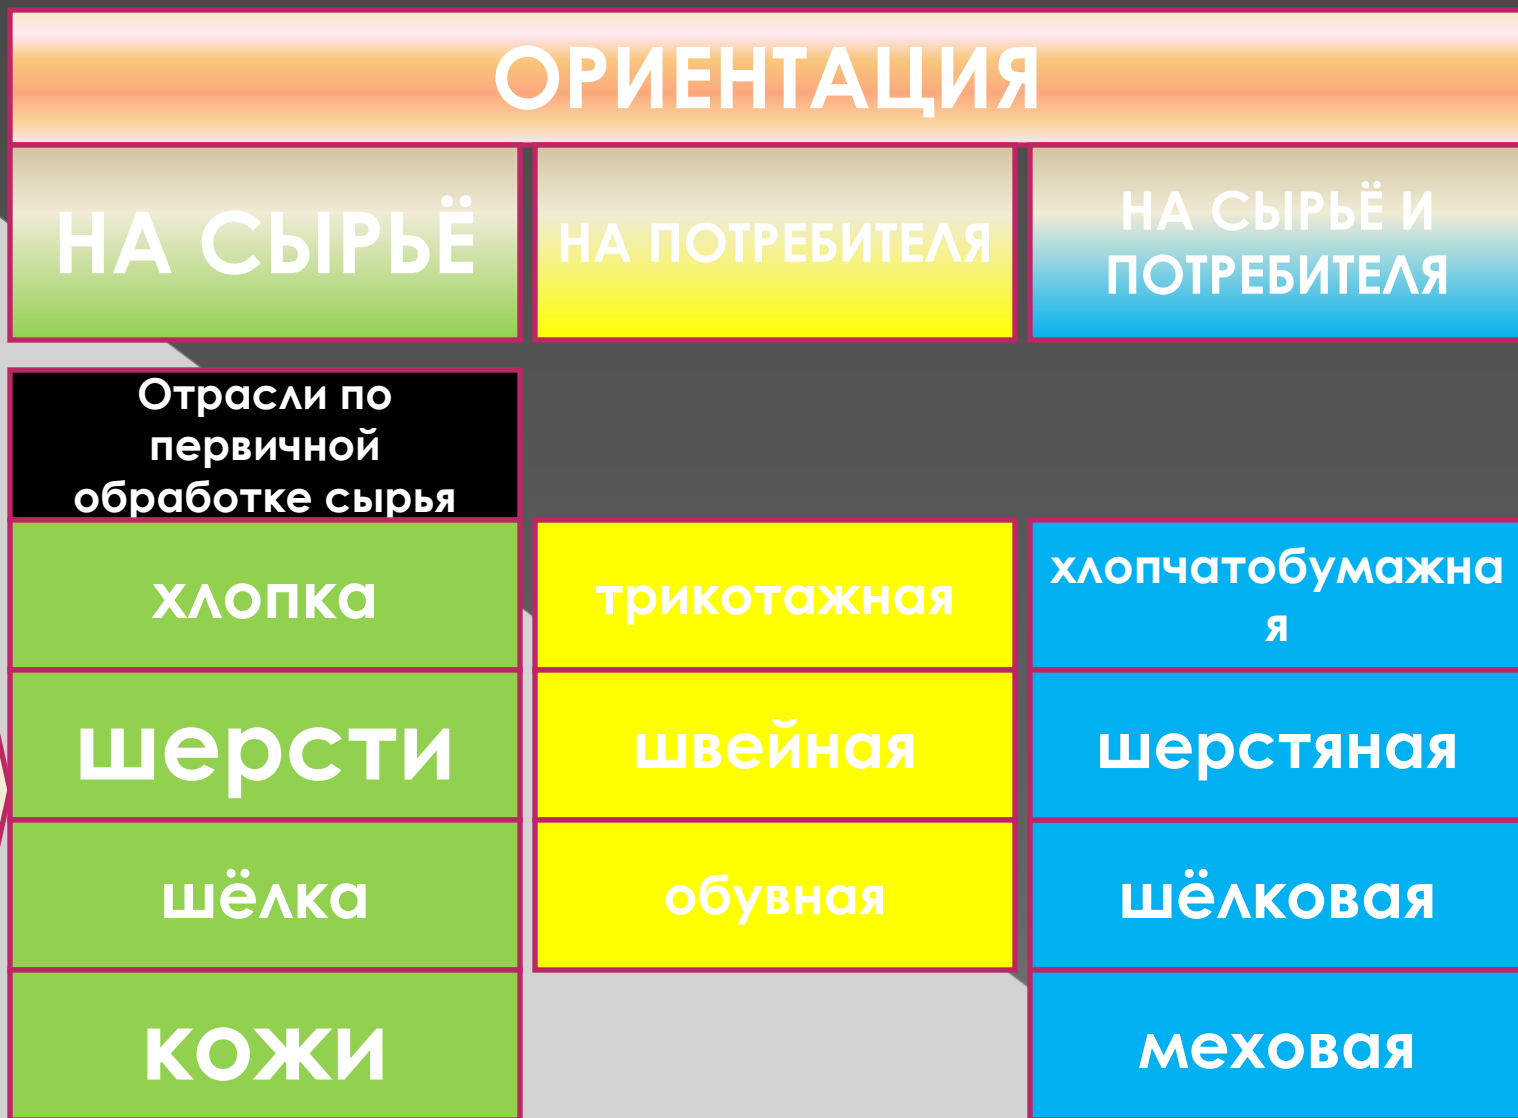 ОРИЕНТАЦИЯ
НА СЫРЬЁ
НА ПОТРЕБИТЕЛЯ
НА СЫРЬЁ И
ПОТРЕБИТЕЛЯ
Отрасли по
первичной
обработке сырья
хлопка
трикотажная
хлопчатобумажна
я
шерсти
швейная
шерстяная
шёлка
обувная
шёлковая
кожи
меховая